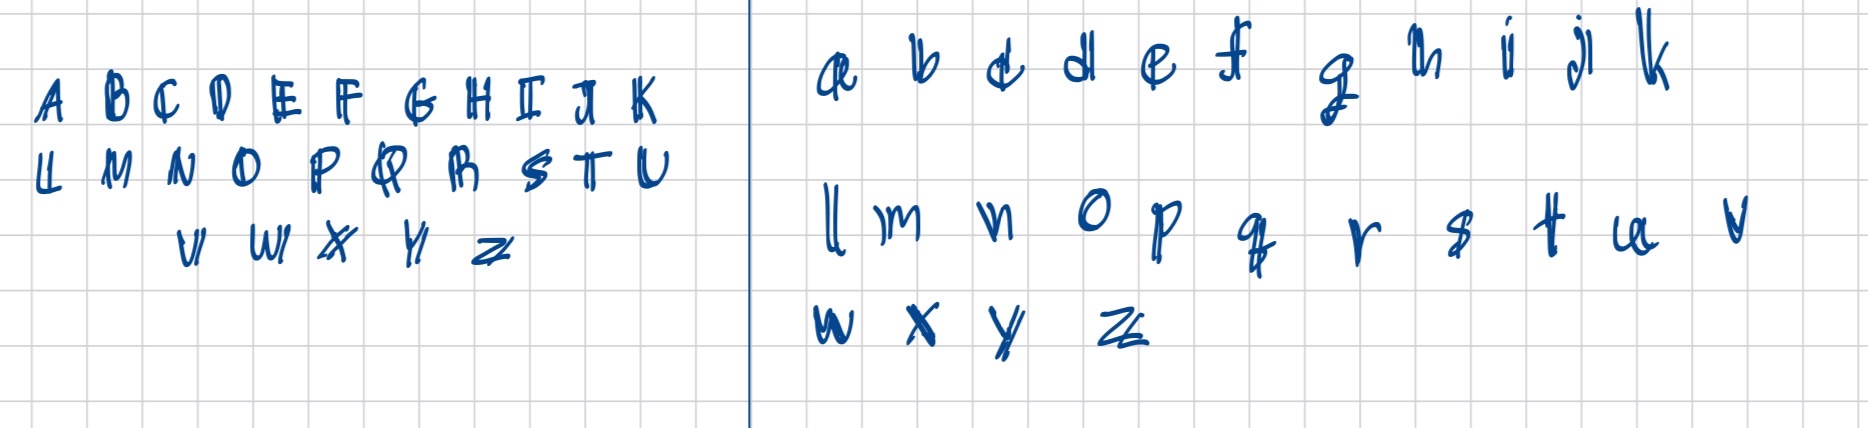 A B C D E F G H I J K
L M N O P Q R S T U
V W X Y Z
a b c d e f g h i j k
l m n o p q r s t u v
w x y z